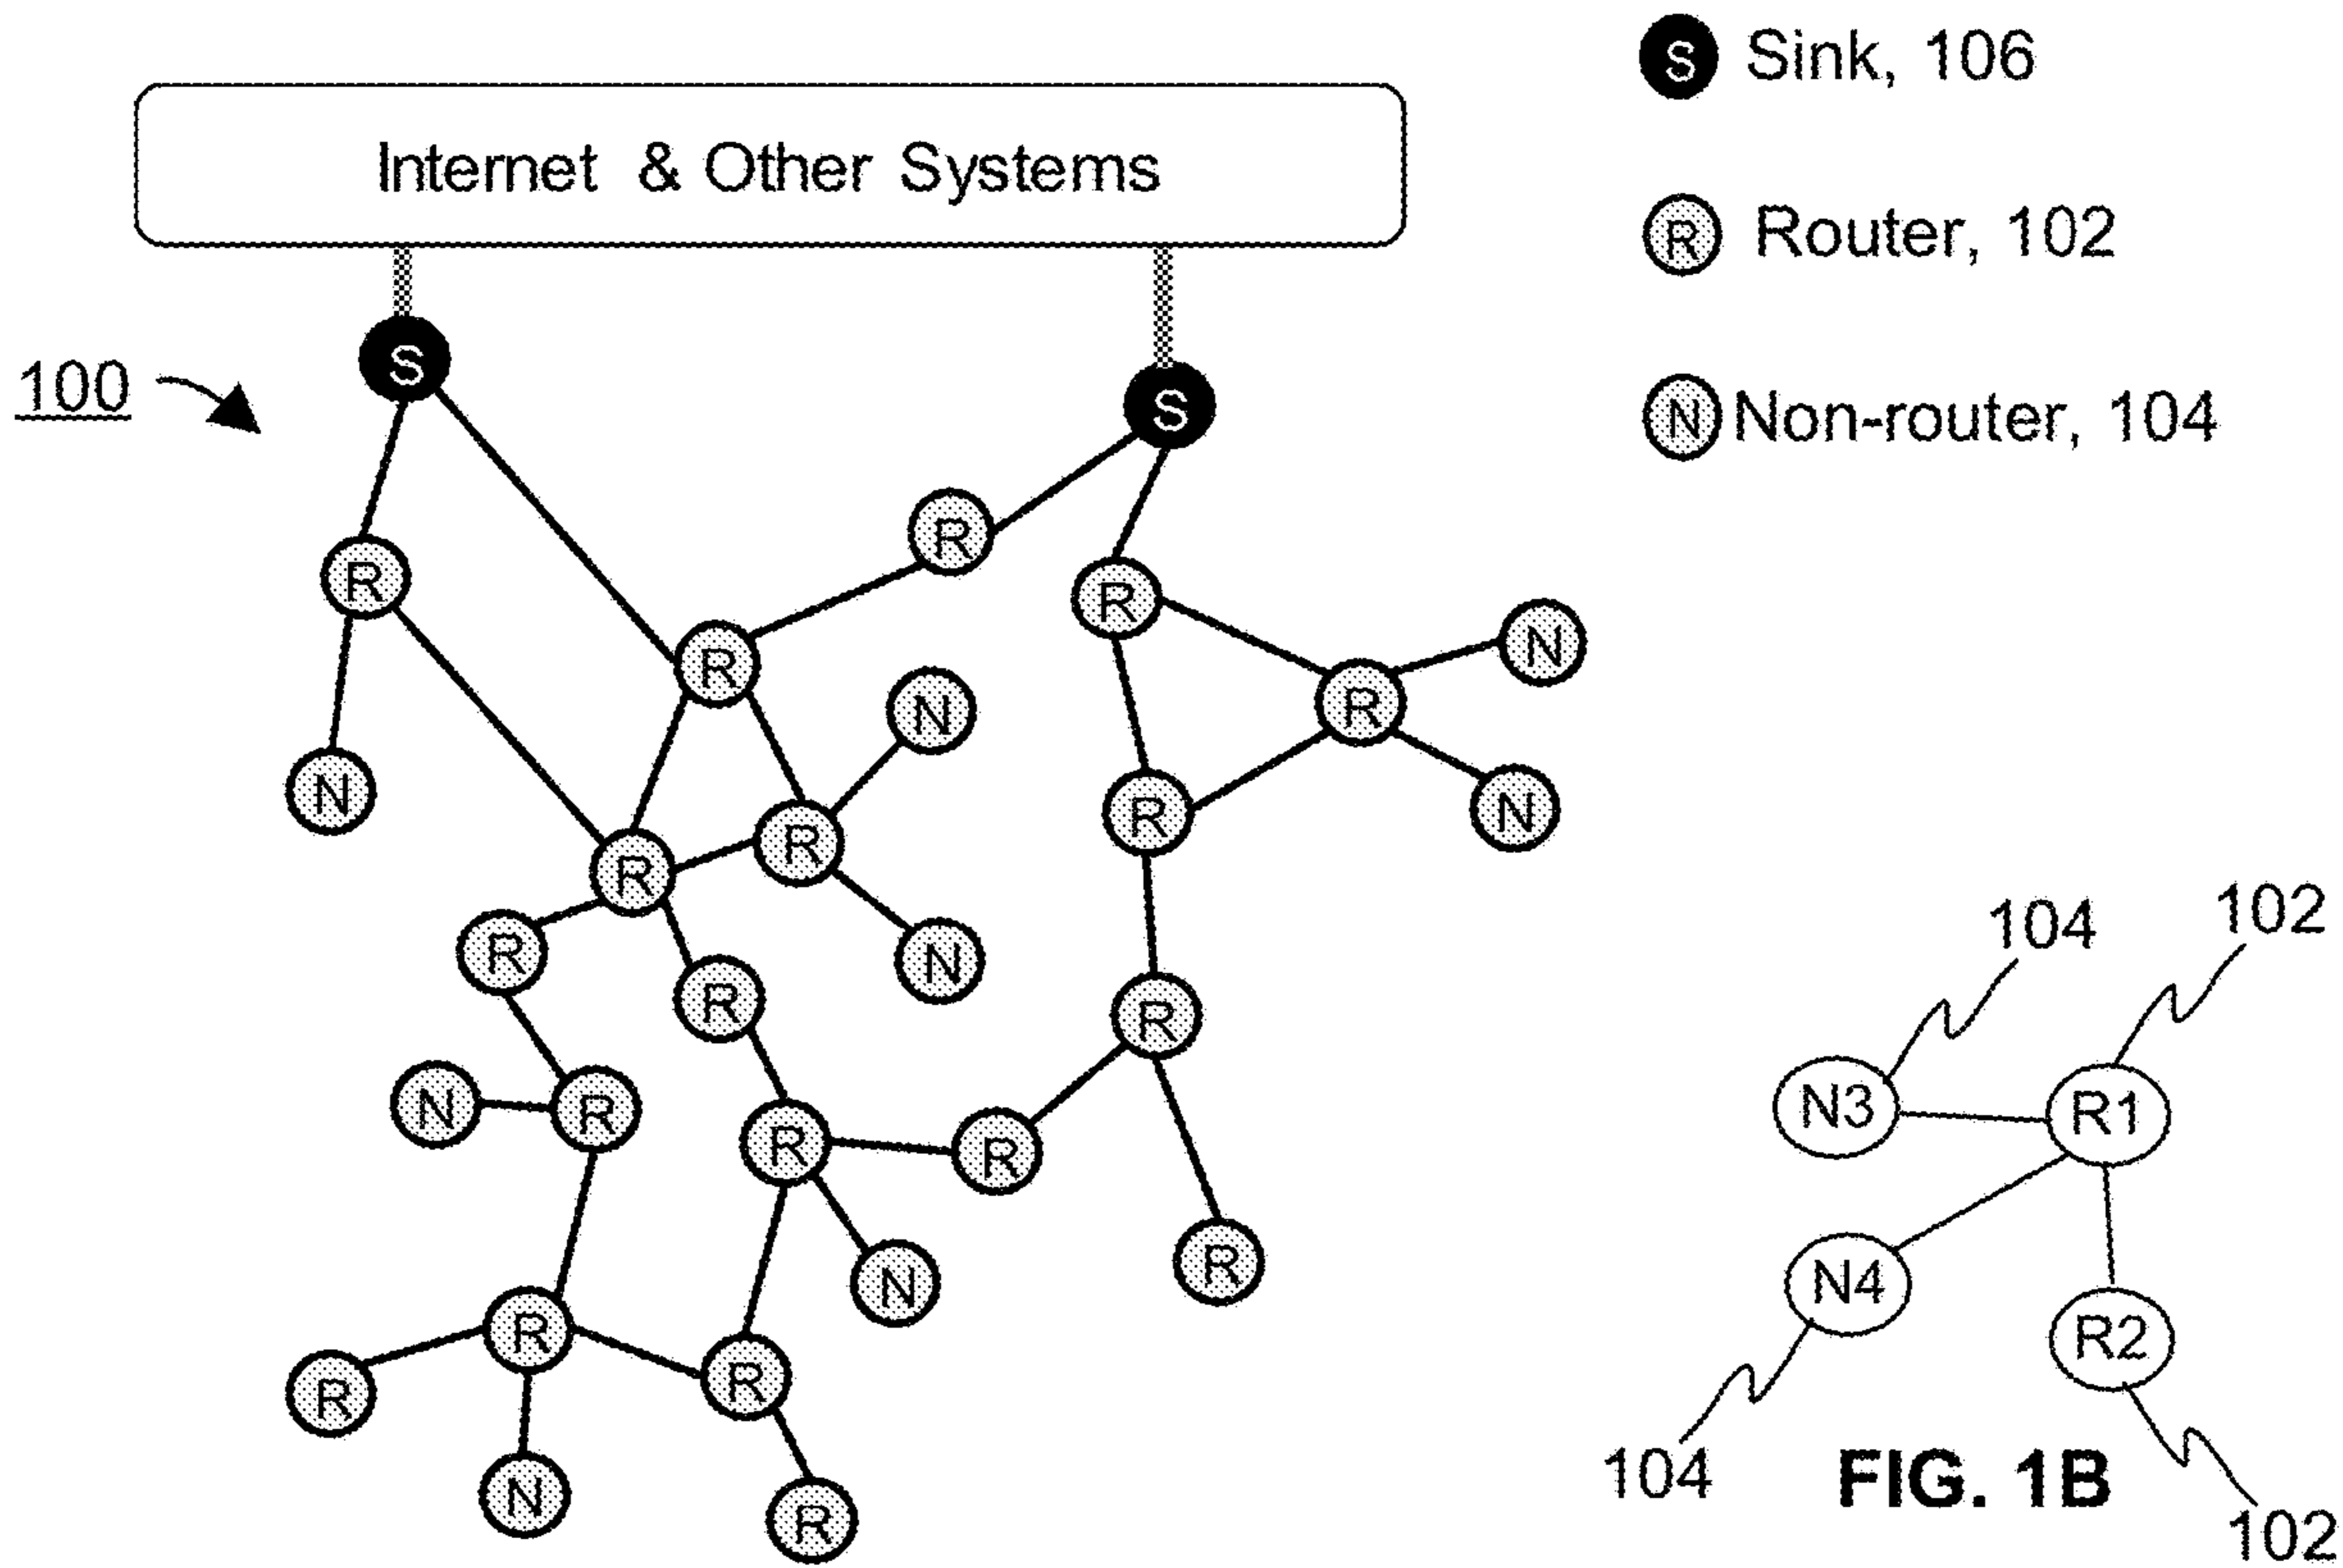 S Sink, 106
Internet & Other Systems
R Router, 102
100
S
S
N Non-router, 104
R
R
R
R
N
R
N
R
N
R
R
R
N
104
102
R
N
R
R
N
R
N3
R1
R
R
N
R
N4
R
R
R2
R
104
FIG. 1B
N
R
102